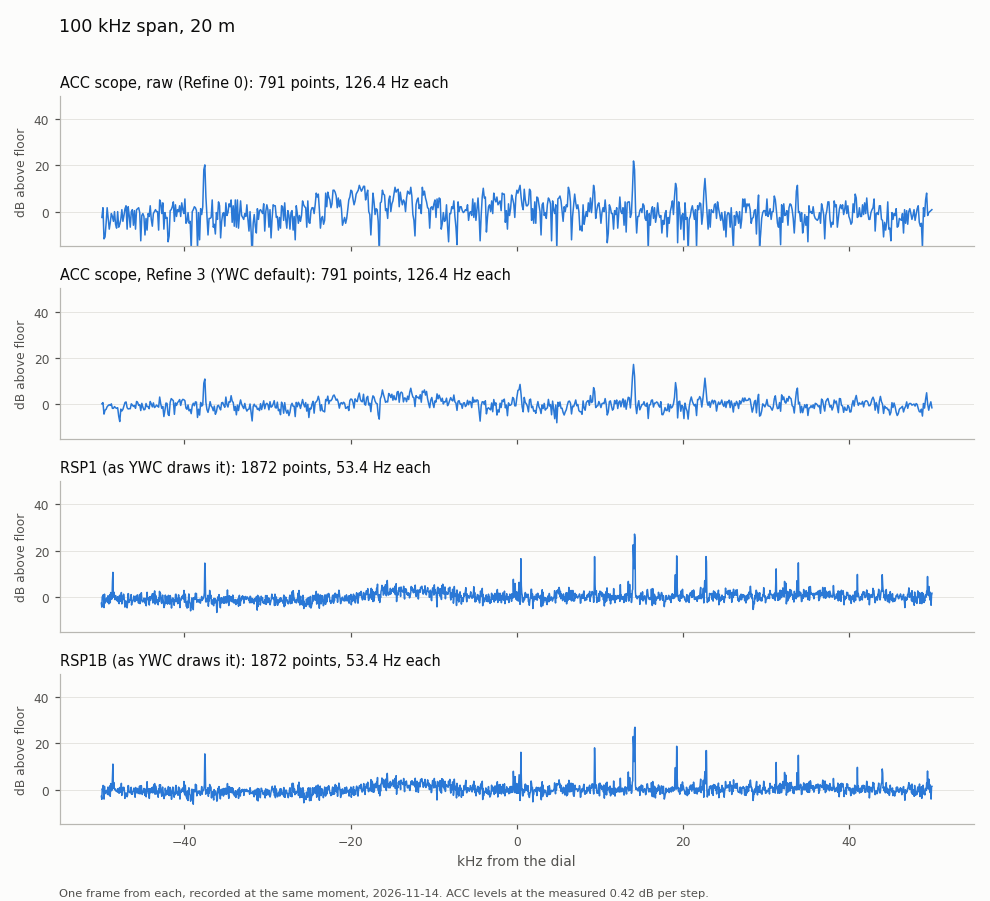 100 kHz span, 20 m
ACC scope, raw (Refine 0): 791 points, 126.4 Hz each
dB above floor
40
20
0
ACC scope, Refine 3 (YWC default): 791 points, 126.4 Hz each
dB above floor
40
20
0
RSP1 (as YWC draws it): 1872 points, 53.4 Hz each
dB above floor
40
20
0
RSP1B (as YWC draws it): 1872 points, 53.4 Hz each
dB above floor
40
20
0
−40 −20 0 20 40
kHz from the dial
One frame from each, recorded at the same moment, 2026-11-14. ACC levels at the measured 0.42 dB per step.